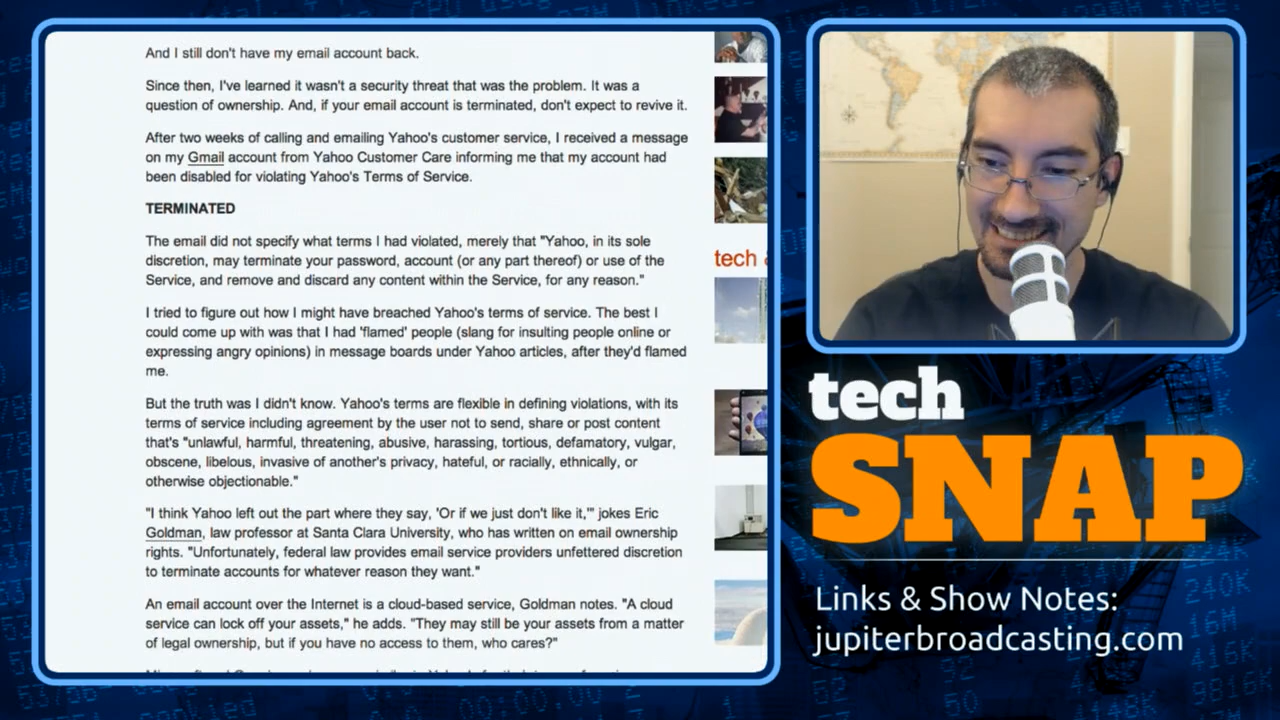 And I still don't have my email account back.
Since then, I've learned it wasn't a security threat that was the problem. It was a
question of ownership. And, if your email account is terminated, don't expect to revive it.
After two weeks of calling and emailing Yahoo's customer service, I received a message
on my Gmail account from Yahoo Customer Care informing me that my account had
been disabled for violating Yahoo's Terms of Service.
TERMINATED
The email did not specify what terms I had violated, merely that "Yahoo, in its sole
discretion, may terminate your password, account (or any part thereof) or use of the
Service, and remove and discard any content within the Service, for any reason."
I tried to figure out how I might have breached Yahoo's terms of service. The best I
could come up with was that I had 'flamed' people (slang for insulting people online or
expressing angry opinions) in message boards under Yahoo articles, after they'd flamed
me.
But the truth was I didn't know. Yahoo's terms are flexible in defining violations, with its
terms of service including agreement by the user not to send, share or post content
that's "unlawful, harmful, threatening, abusive, harassing, tortious, defamatory, vulgar,
obscene, libelous, invasive of another's privacy, hateful, or racially, ethnically, or
otherwise objectionable."
"I think Yahoo left out the part where they say, 'Or if we just don't like it,'" jokes Eric
Goldman, law professor at Santa Clara University, who has written on email ownership
rights. "Unfortunately, federal law provides email service providers unfettered discretion
to terminate accounts for whatever reason they want."
An email account over the Internet is a cloud-based service, Goldman notes. "A cloud
service can lock off your assets," he adds. "They may still be your assets from a matter
of legal ownership, but if you have no access to them, who cares?"
tech
tech
SNAP
Links & Show Notes:
jupiterbroadcasting.com